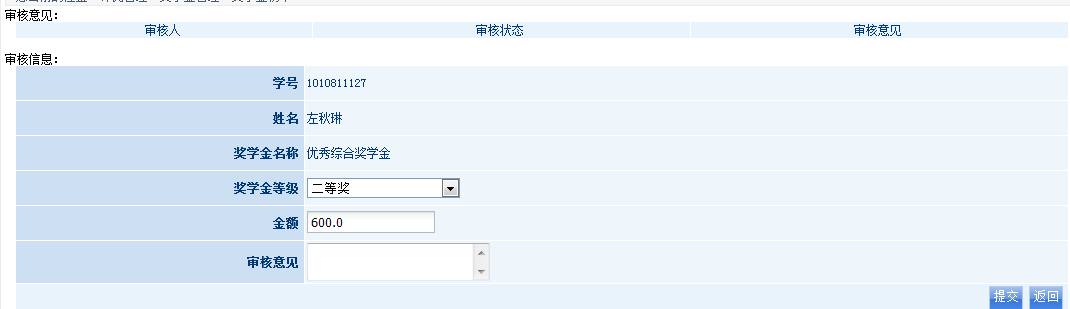 审核意见：
审核人 审核状态 审核意见
审核信息：
学号 1010811127
姓名 左秋琳
奖学金名称 优秀综合奖学金
奖学金等级 二等奖
金额 600.0
审核意见
提交 返回